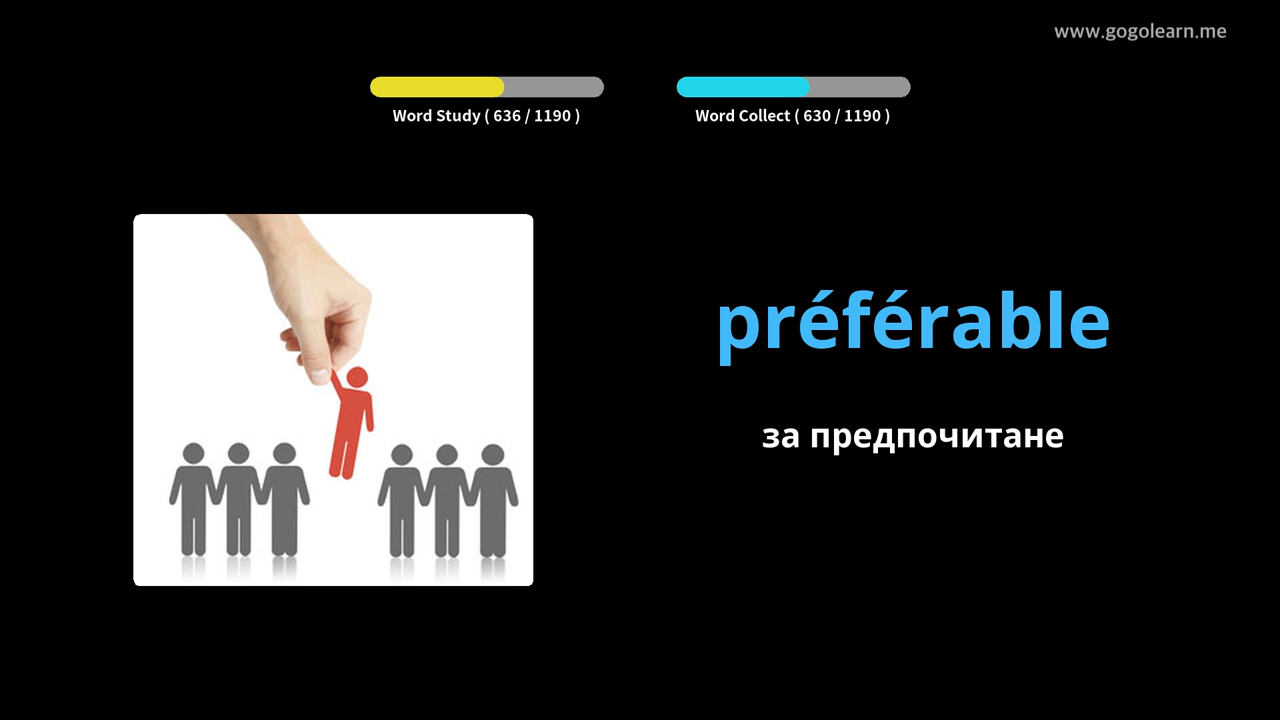 www.gogolearn.me
Word Study ( 636 / 1190 )
Word Collect ( 630 / 1190 )
préférable
за предпочитане